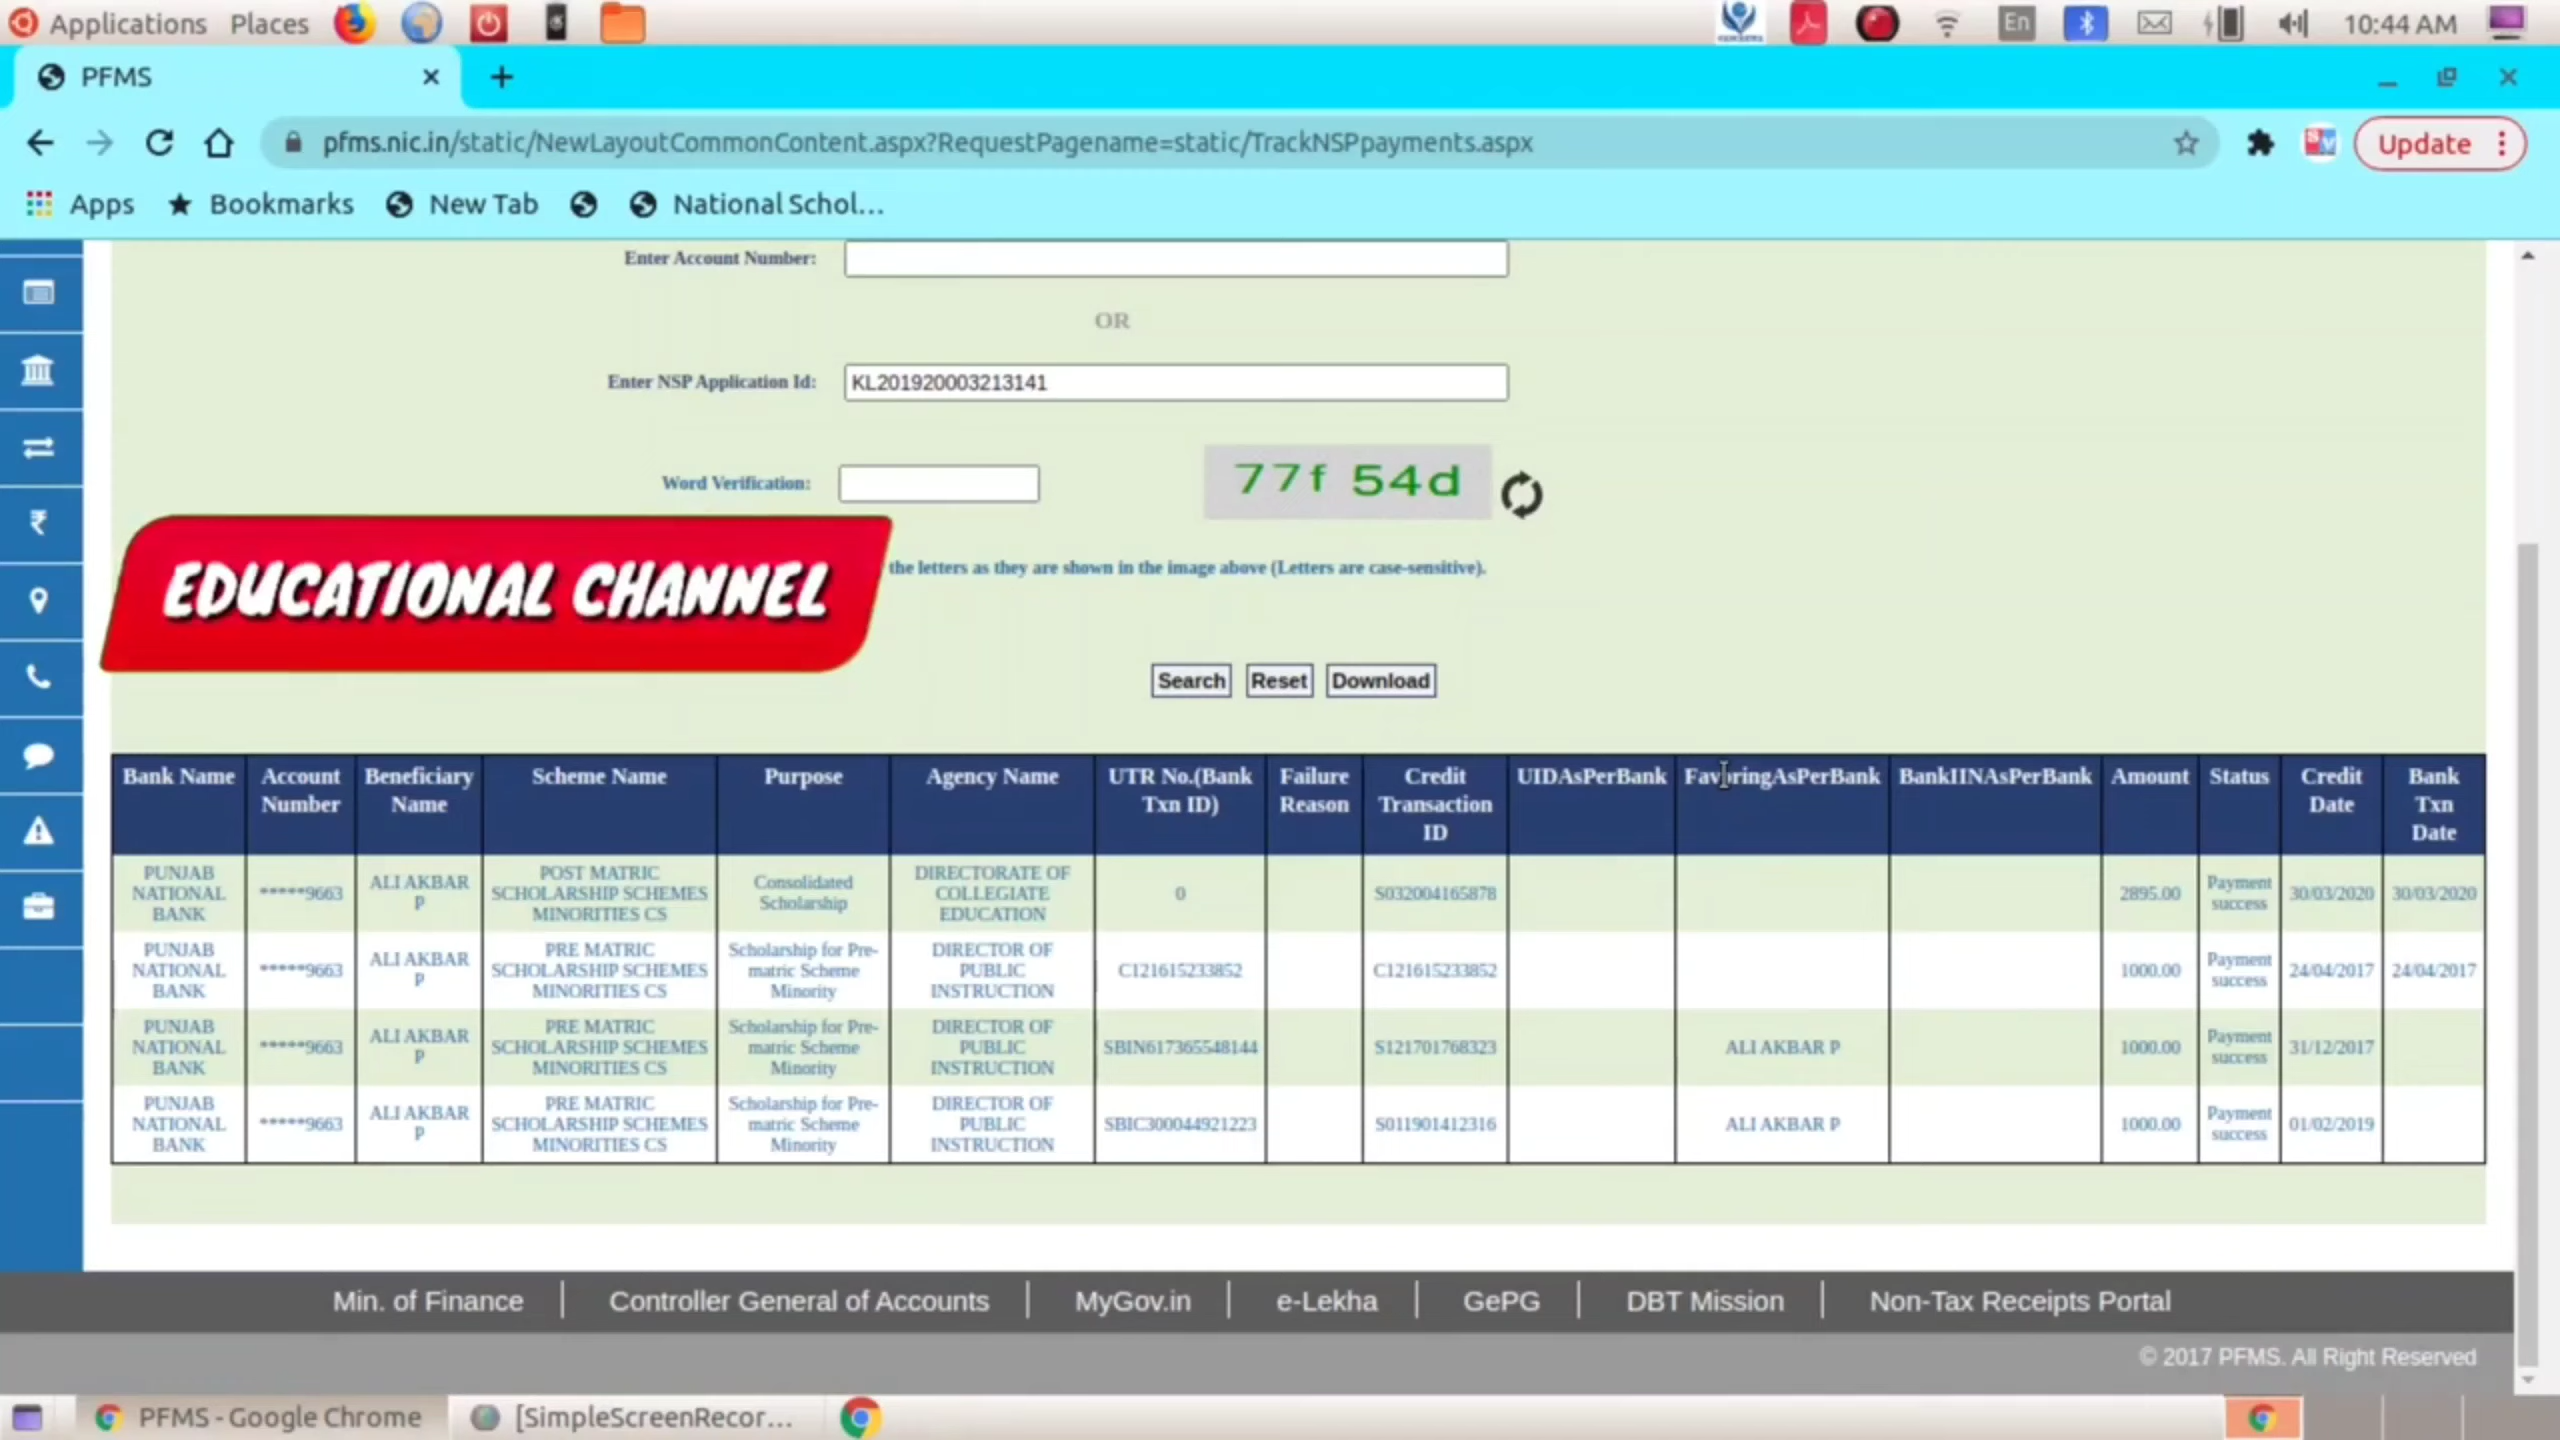 Applications Places En 10:44 AM
PFMS
pfms.nic.in/static/NewLayoutCommonContent.aspx?RequestPagename=static/TrackNSPpayments.aspx Update
Apps Bookmarks New Tab National Schol...
Enter Account Number:
OR
Enter NSP Application Id: KL201920003213141
Word Verification: 77f 54d
the letters as they are shown in the image above (Letters are case-sensitive).
EDUCATIONAL CHANNEL
Search Reset Download
Bank Name Account Number Beneficiary Name Scheme Name Purpose Agency Name UTR No.(Bank Txn ID) Failure Reason Credit Transaction ID UIDAsPerBank FavoringAsPerBank BankIINAsPerBank Amount Status Credit Date Bank Txn Date
PUNJAB NATIONAL BANK *****9663 ALI AKBAR P POST MATRIC SCHOLARSHIP SCHEMES MINORITIES CS Consolidated Scholarship DIRECTORATE OF COLLEGIATE EDUCATION 0 S032004165878 2895.00 Payment success 30/03/2020 30/03/2020
PUNJAB NATIONAL BANK *****9663 ALI AKBAR P PRE MATRIC SCHOLARSHIP SCHEMES MINORITIES CS Scholarship for Pre-matric Scheme Minority DIRECTOR OF PUBLIC INSTRUCTION C121615233852 C121615233852 1000.00 Payment success 24/04/2017 24/04/2017
PUNJAB NATIONAL BANK *****9663 ALI AKBAR P PRE MATRIC SCHOLARSHIP SCHEMES MINORITIES CS Scholarship for Pre-matric Scheme Minority DIRECTOR OF PUBLIC INSTRUCTION SBIN617365548144 S121701768323 ALI AKBAR P 1000.00 Payment success 31/12/2017
PUNJAB NATIONAL BANK *****9663 ALI AKBAR P PRE MATRIC SCHOLARSHIP SCHEMES MINORITIES CS Scholarship for Pre-matric Scheme Minority DIRECTOR OF PUBLIC INSTRUCTION SBIC300044921223 S011901412316 ALI AKBAR P 1000.00 Payment success 01/02/2019
Min. of Finance | Controller General of Accounts | MyGov.in | e-Lekha | GePG | DBT Mission | Non-Tax Receipts Portal
© 2017 PFMS. All Right Reserved
PFMS - Google Chrome [SimpleScreenRecor...